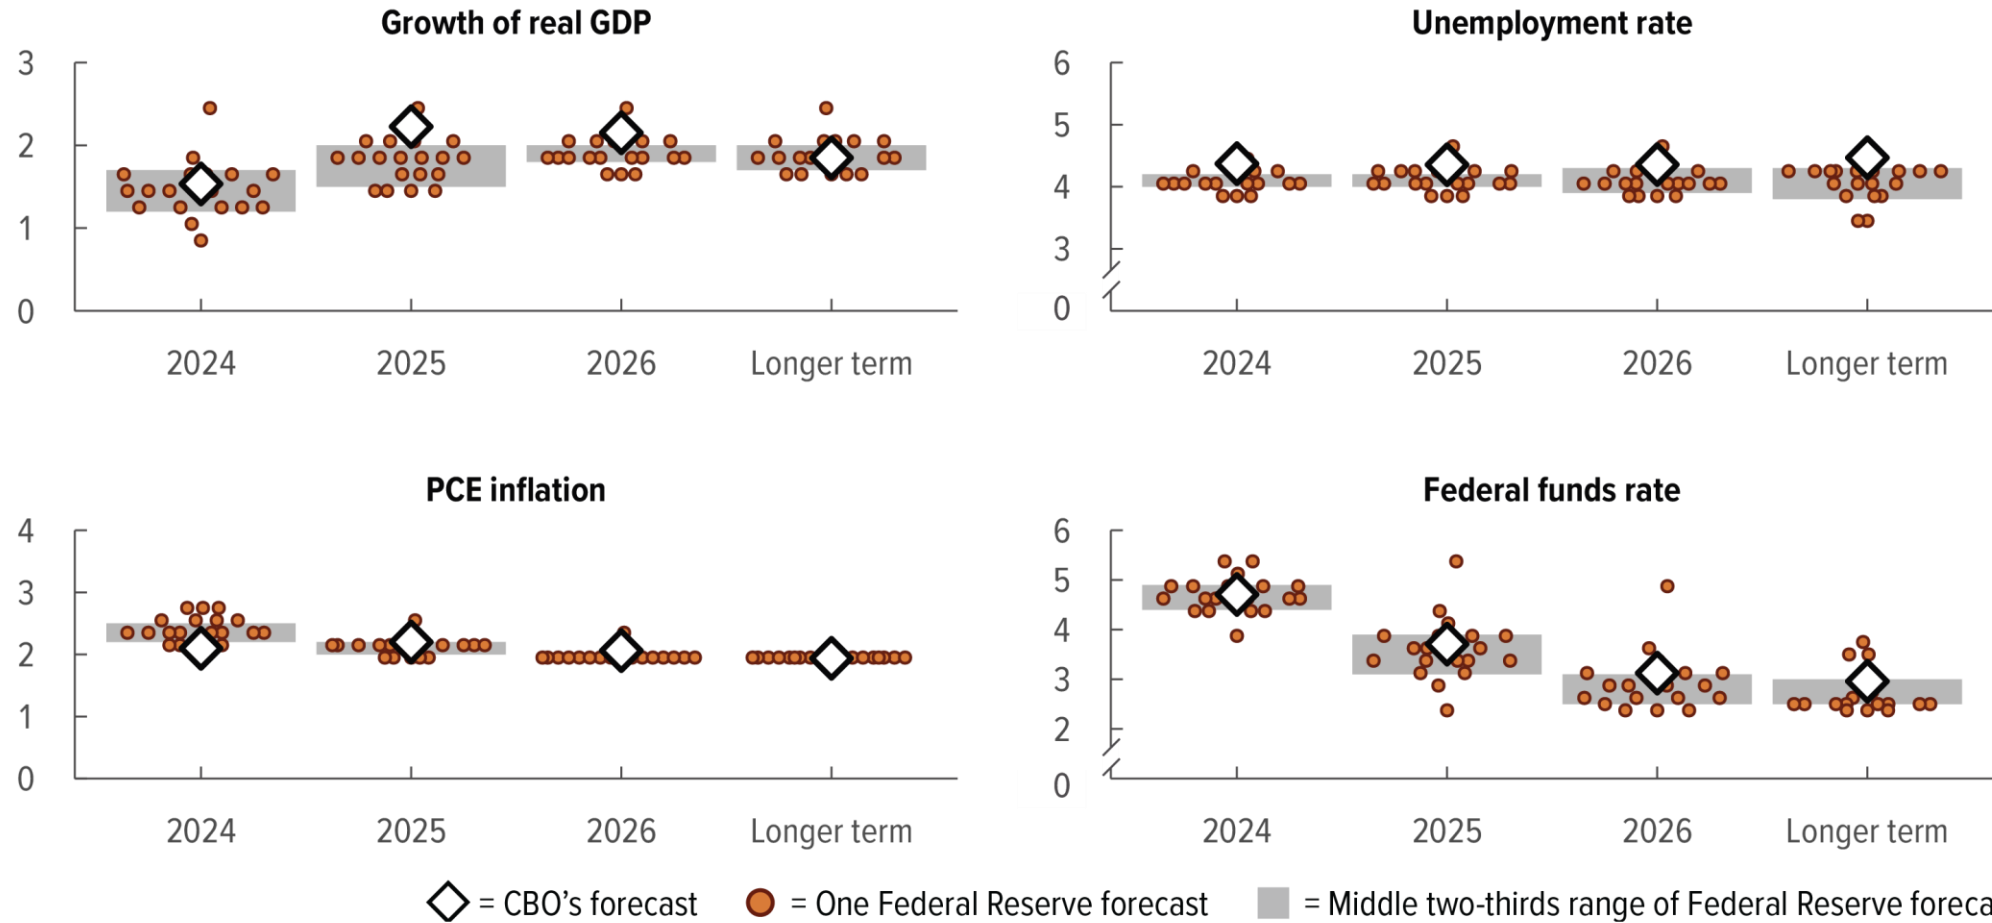 Growth of real GDP
3
2
1
0
2024 2025 2026 Longer term
Unemployment rate
6
5
4
3
0
2024 2025 2026 Longer term
PCE inflation
4
3
2
1
0
2024 2025 2026 Longer term
Federal funds rate
6
5
4
3
2
0
2024 2025 2026 Longer term
= CBO's forecast = One Federal Reserve forecast = Middle two-thirds range of Federal Reserve foreca